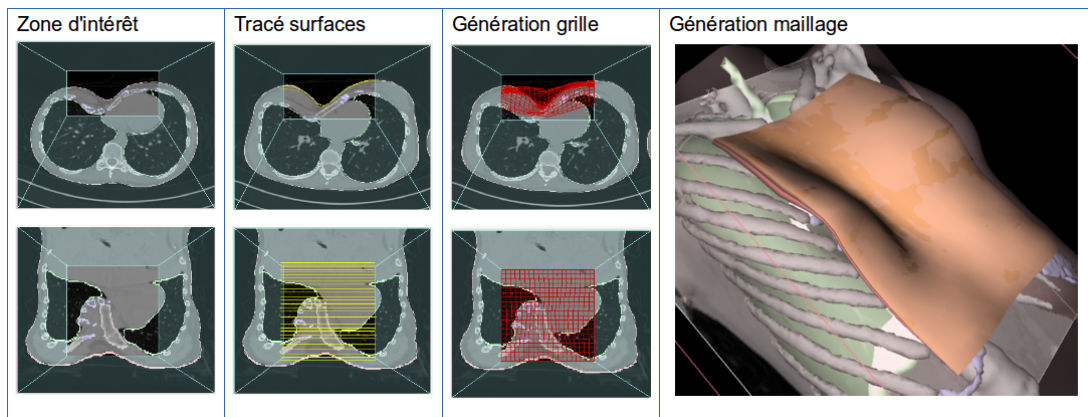 Zone d'intérêt
Tracé surfaces
Génération grille
Génération maillage